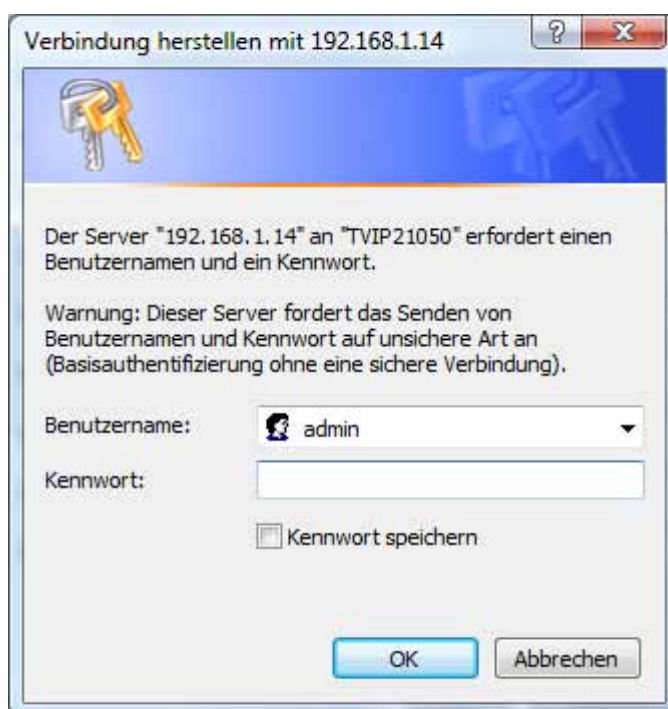 Verbindung herstellen mit 192.168.1.14
Der Server "192.168.1.14" an "TVIP21050" erfordert einen
Benutzernamen und ein Kennwort.
Warnung: Dieser Server fordert das Senden von
Benutzernamen und Kennwort auf unsichere Art an
(Basisauthentifizierung ohne eine sichere Verbindung).
Benutzername:
admin
Kennwort:
Kennwort speichern
OK
Abbrechen